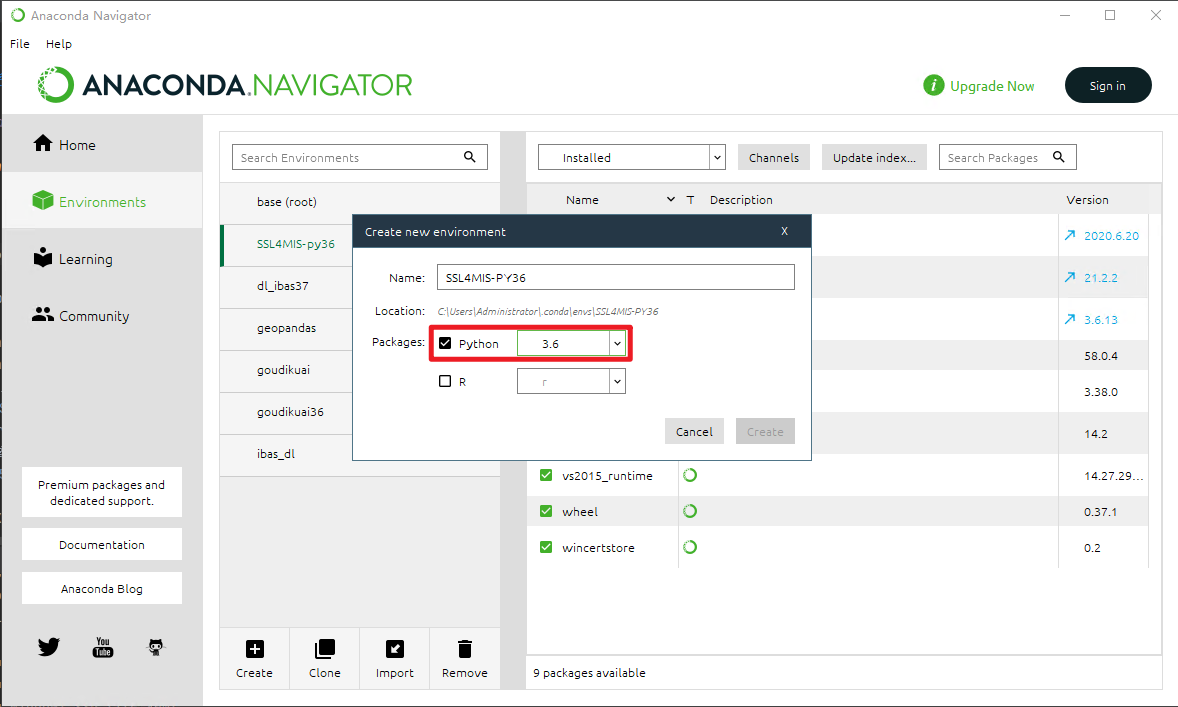 Anaconda Navigator
File Help
ANACONDA.NAVIGATOR
i Upgrade Now
Sign in
Home
Environments
Learning
Community
Premium packages and
dedicated support.
Documentation
Anaconda Blog
You
Tube
Search Environments
base (root)
SSL4MIS-py36
dl_ibas37
geopandas
goudikuai
goudikuai36
ibas_dl
Create
Clone
Import
Remove
Installed
Channels
Update index...
Search Packages
Name T Description Version
2020.6.20
21.2.2
3.6.13
58.0.4
3.38.0
14.2
vs2015_runtime 14.27.29...
wheel 0.37.1
wincertstore 0.2
9 packages available
Create new environment X
Name: SSL4MIS-PY36
Location: C:\Users\Administrator\.conda\envs\SSL4MIS-PY36
Packages: Python 3.6
R r
Cancel
Create